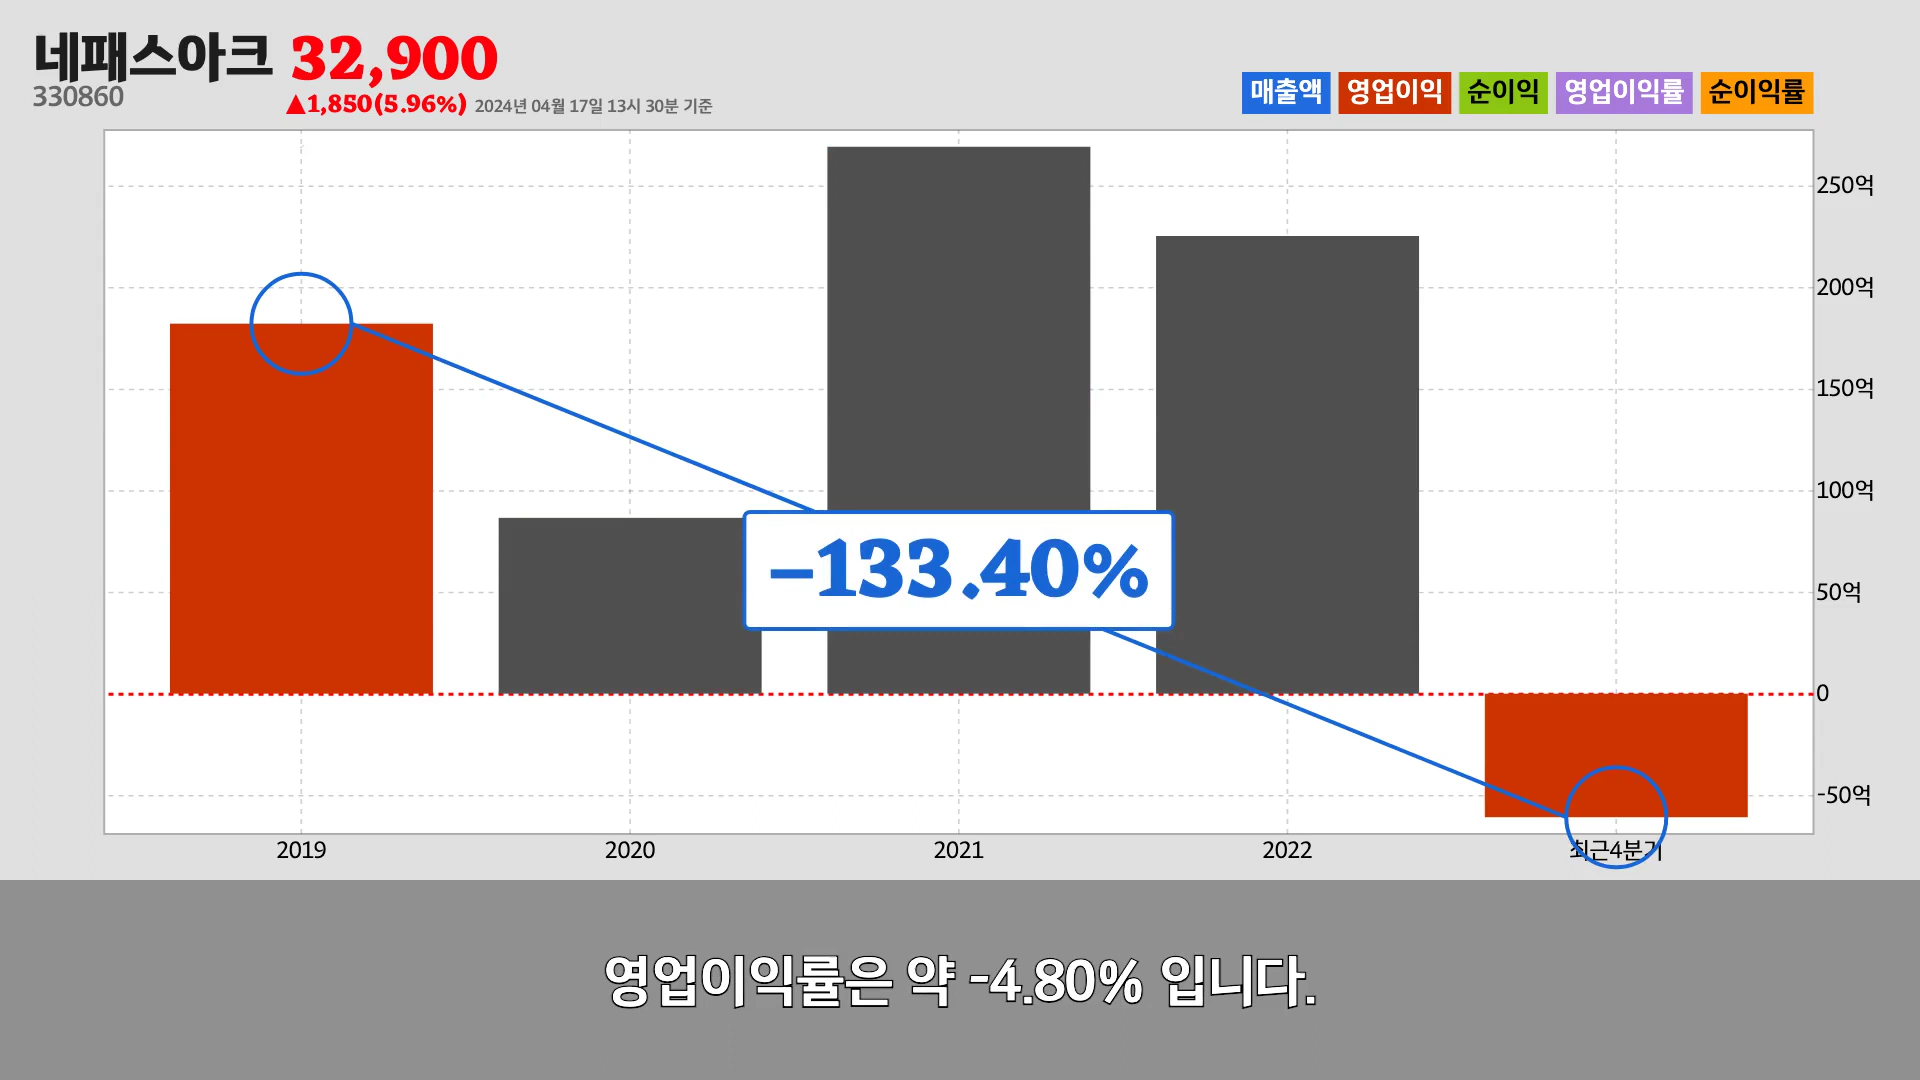 네패스아크 32,900
330860
▲1,850(5.96%) 2024년 04월 17일 13시 30분 기준
매출액 영업이익 순이익 영업이익률 순이익률
250억
200억
150억
100억
50억
0
-50억
-133.40%
2019 2020 2021 2022 최근4분기
영업이익률은 약 -4.80% 입니다.